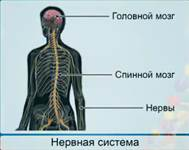 Головной мозг
Спинной мозг
Нервы
Нервная система